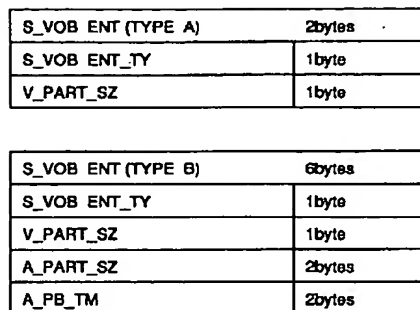 S_VOB ENT (TYPE A) 2bytes
S_VOB ENT_TY 1byte
V_PART_SZ 1byte
S_VOB ENT (TYPE B) 6bytes
S_VOB ENT_TY 1byte
V_PART_SZ 1byte
A_PART_SZ 2bytes
A_PB_TM 2bytes